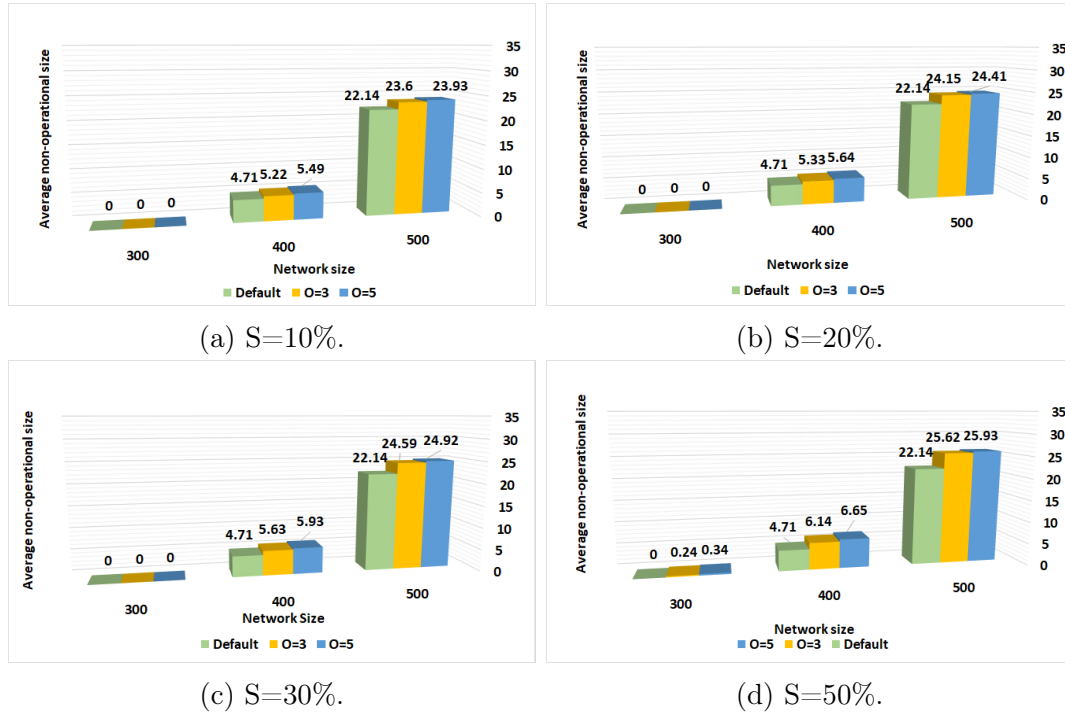 Average non-operational size
35
30
25
20
15
10
5
0
22.14 23.6 23.93
4.71 5.22 5.49
0 0 0
300 400 500
Network size
Default O=3 O=5
(a) S=10%.
Average non-operational size
35
30
25
20
15
10
5
0
22.14 24.15 24.41
4.71 5.33 5.64
0 0 0
300 400 500
Network size
Default O=3 O=5
(b) S=20%.
Average non-operational size
35
30
25
20
15
10
5
0
22.14 24.59 24.92
4.71 5.63 5.93
0 0 0
300 400 500
Network Size
Default O=3 O=5
(c) S=30%.
Average non-operational size
35
30
25
20
15
10
5
0
22.14 25.62 25.93
4.71 6.14 6.65
0 0.24 0.34
300 400 500
Network size
O=5 O=3 Default
(d) S=50%.